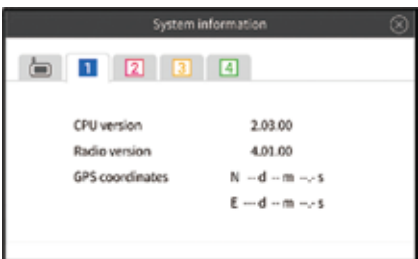 System information
1 2 3 4
CPU version 2.03.00
Radio version 4.01.00
GPS coordinates N --d -- m --.- s
E ---d -- m --.- s